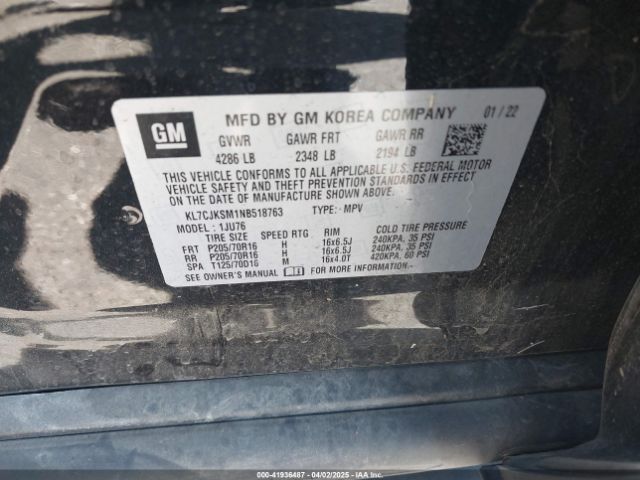 GM
MFD BY GM KOREA COMPANY 01 / 22
GVWR GAWR FRT GAWR RR
4286 LB 2348 LB 2194 LB
THIS VEHICLE CONFORMS TO ALL APPLICABLE U.S. FEDERAL MOTOR
VEHICLE SAFETY AND THEFT PREVENTION STANDARDS IN EFFECT
ON THE DATE OF MANUFACTURE SHOWN ABOVE.
KL7CJKSM1NB518763 TYPE: MPV
MODEL: 1JU76
TIRE SIZE SPEED RTG RIM COLD TIRE PRESSURE
FRT P205/70R16 H 16x6.5J 240KPA, 35 PSI
RR P205/70R16 H 16x6.5J 240KPA, 35 PSI
SPA T125/70D16 M 16x4.0T 420KPA, 60 PSI
SEE OWNER'S MANUAL FOR MORE INFORMATION.
000-41936487 04/02/2025 - IAAI.COM